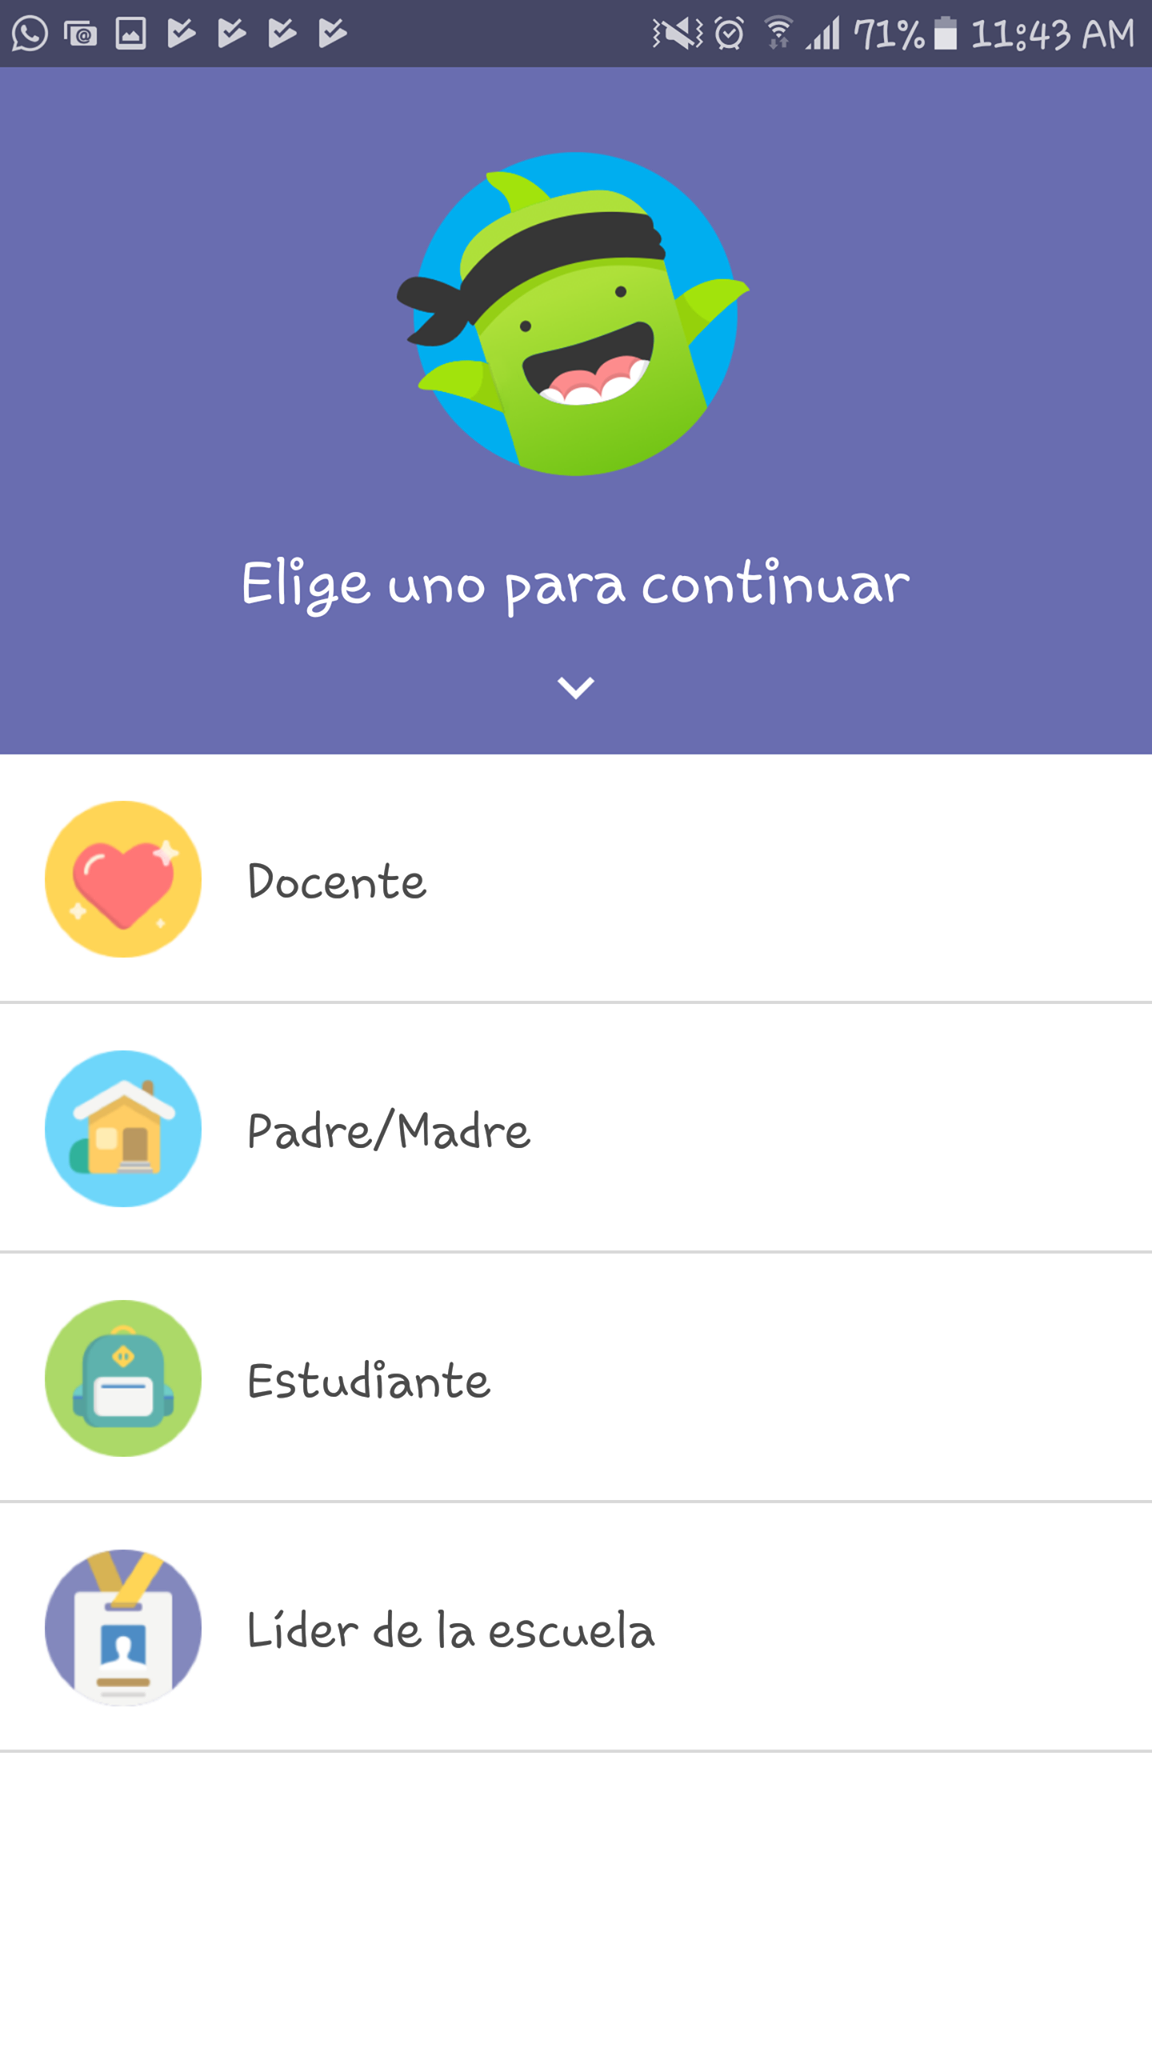 71% 11:43 AM
Elige uno para continuar
Docente
Padre/Madre
Estudiante
Líder de la escuela